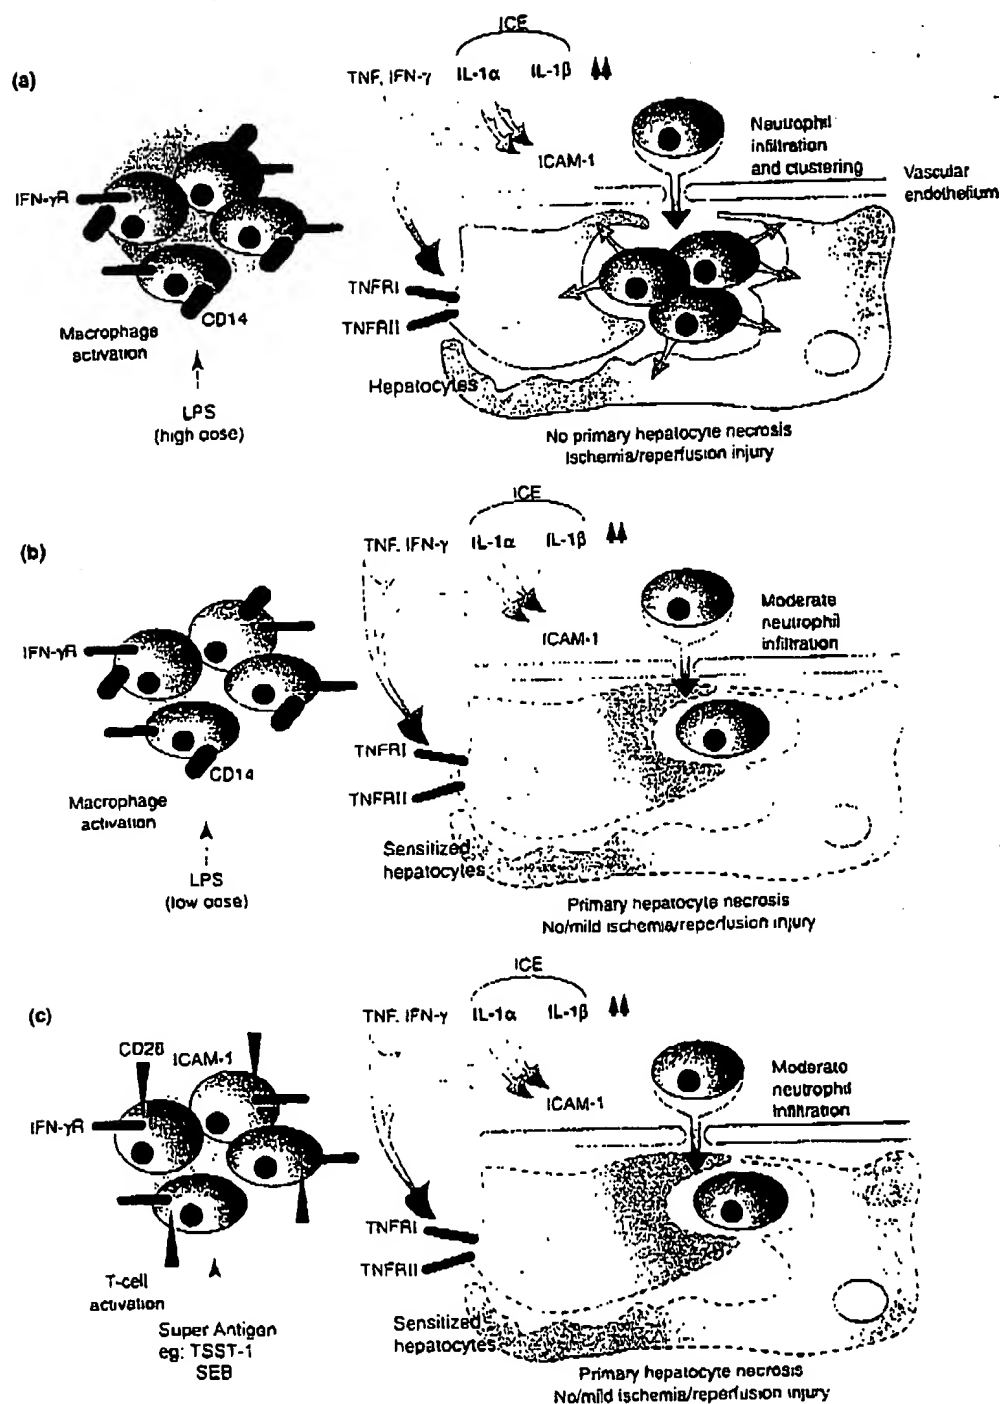 (a)
ICE
TNF, IFN-γ IL-1α IL-1β
ICAM-1
Neutrophil
infiltration
and clustering
Vascular
endothelium
IFN-γR
CD14
Macrophage
activation
LPS
(high dose)
TNFRI
TNFRII
Hepatocytes
No primary hepatocyte necrosis
Ischemia/reperfusion injury
(b)
ICE
TNF. IFN-γ IL-1α IL-1β
ICAM-1
Moderate
neutrophil
infiltration
IFN-γR
CD14
Macrophage
activation
LPS
(low dose)
TNFRI
TNFRII
Sensitized
hepatocytes
Primary hepatocyte necrosis
No/mild ischemia/reperfusion injury
(c)
ICE
TNF. IFN-γ IL-1α IL-1β
ICAM-1
Moderate
neutrophil
infiltration
CD28 ICAM-1
IFN-γR
T-cell
activation
Super Antigen
eg: TSST-1
SEB
TNFRI
TNFRII
Sensitized
hepatocytes
Primary hepatocyte necrosis
No/mild ischemia/reperfusion injury